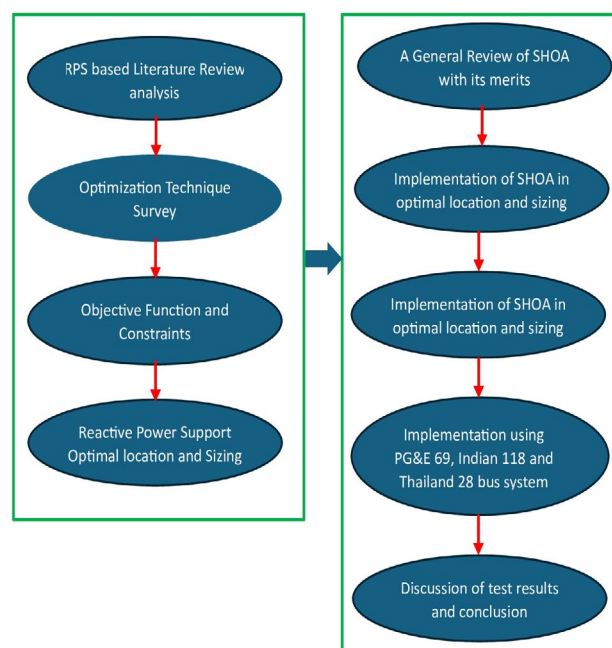 RPS based Literature Review
analysis
Optimization Technique
Survey
Objective Function and
Constraints
Reactive Power Support
Optimal location and Sizing
A General Review of SHOA
with its merits
Implementation of SHOA in
optimal location and sizing
Implementation of SHOA in
optimal location and sizing
Implementation using
PG&E 69, Indian 118 and
Thailand 28 bus system
Discussion of test results
and conclusion